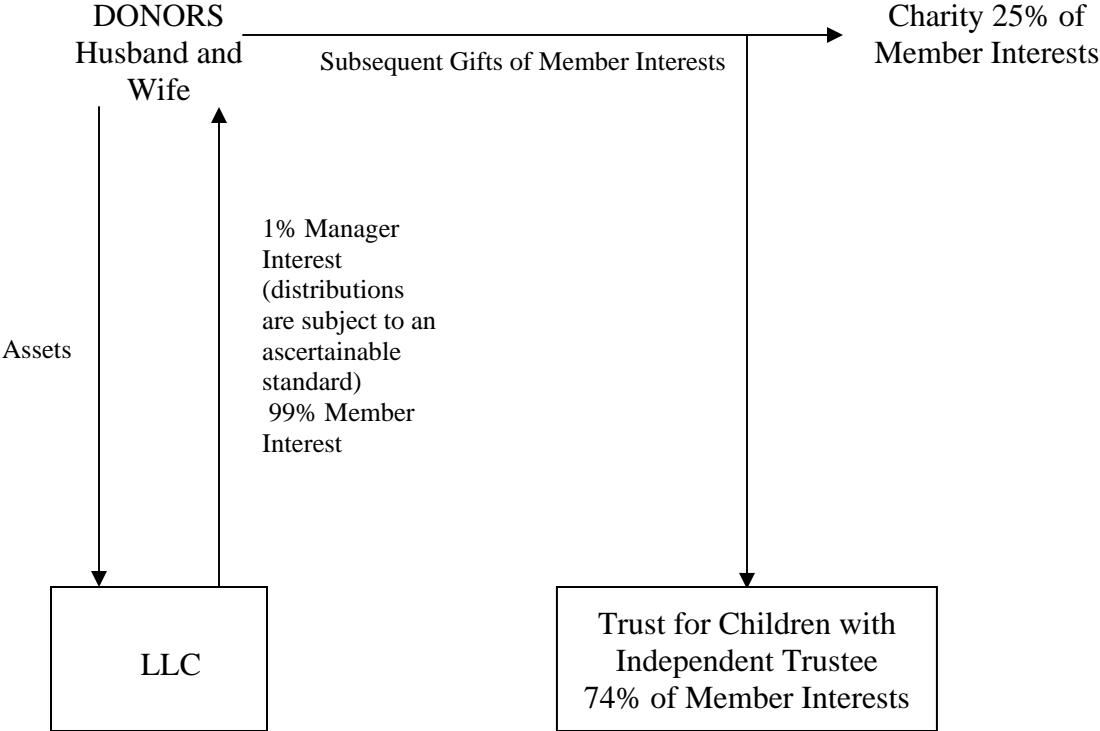 DONORS
Husband and
Wife
Subsequent Gifts of Member Interests
Charity 25% of
Member Interests
1% Manager
Interest
(distributions
are subject to an
ascertainable
standard)
99% Member
Interest
Assets
LLC
Trust for Children with
Independent Trustee
74% of Member Interests